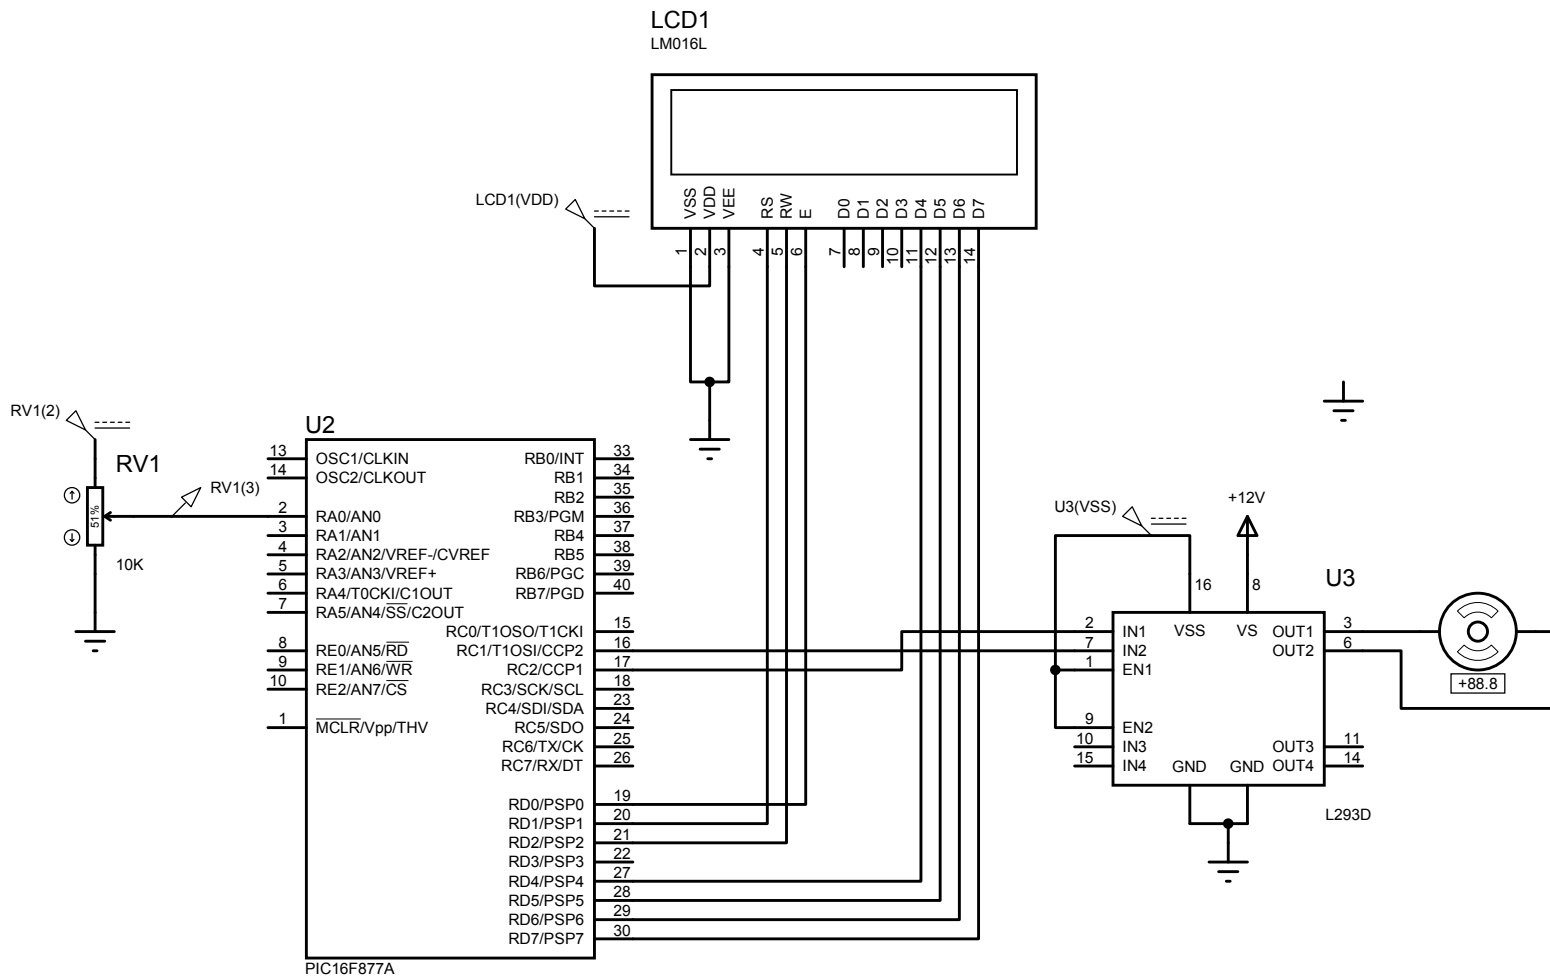 LCD1
LM016L
LCD1(VDD)
VSS
VDD
VEE
RS
RW
E
D0
D1
D2
D3
D4
D5
D6
D7
1
2
3
4
5
6
7
8
9
10
11
12
13
14
RV1(2)
RV1
51%
RV1(3)
10K
U2
13 OSC1/CLKIN RB0/INT 33
14 OSC2/CLKOUT RB1 34
RB2 35
2 RA0/AN0 RB3/PGM 36
3 RA1/AN1 RB4 37
4 RA2/AN2/VREF-/CVREF RB5 38
5 RA3/AN3/VREF+ RB6/PGC 39
6 RA4/T0CKI/C1OUT RB7/PGD 40
7 RA5/AN4/SS/C2OUT
RC0/T1OSO/T1CKI 15
8 RE0/AN5/RD RC1/T1OSI/CCP2 16
9 RE1/AN6/WR RC2/CCP1 17
10 RE2/AN7/CS RC3/SCK/SCL 18
RC4/SDI/SDA 23
1 MCLR/Vpp/THV RC5/SDO 24
RC6/TX/CK 25
RC7/RX/DT 26
RD0/PSP0 19
RD1/PSP1 20
RD2/PSP2 21
RD3/PSP3 22
RD4/PSP4 27
RD5/PSP5 28
RD6/PSP6 29
RD7/PSP7 30
PIC16F877A
U3(VSS)
+12V
16 8
U3
2 IN1 VSS VS OUT1 3
7 IN2 OUT2 6
1 EN1
9 EN2
10 IN3 OUT3 11
15 IN4 GND GND OUT4 14
L293D
+88.8